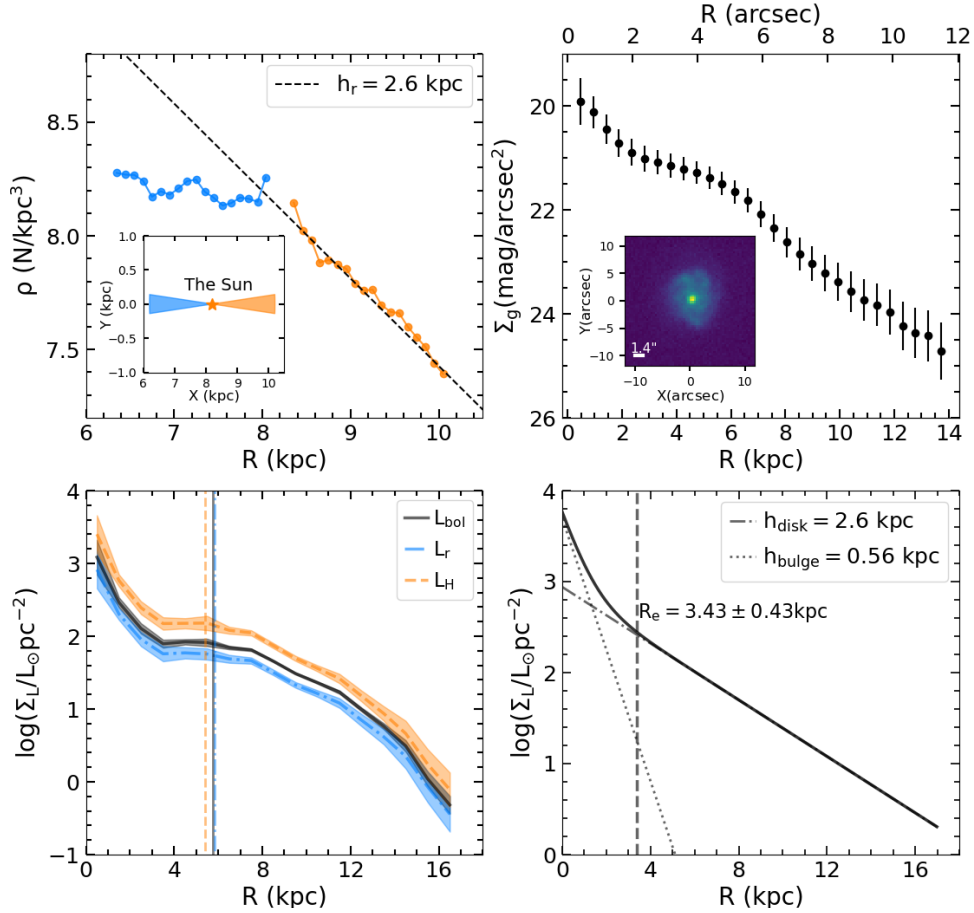 h_r = 2.6 kpc
ρ (N/kpc³)
8.5
8.0
7.5
6 7 8 9 10
R (kpc)
The Sun
Y (kpc)
1.0
0.5
0.0
−0.5
−1.0
6 7 8 9 10
X (kpc)
R (arcsec)
0 2 4 6 8 10 12
Σ_g(mag/arcsec²)
20
22
24
26
0 2 4 6 8 10 12 14
R (kpc)
Y(arcsec)
10
5
0
−5
−10
1.4"
−10 0 10
X(arcsec)
log(Σ_L/L_⊙pc⁻²)
4
3
2
1
0
−1
L_bol
L_r
L_H
0 4 8 12 16
R (kpc)
log(Σ_L/L_⊙pc⁻²)
4
3
2
1
0
h_disk = 2.6 kpc
h_bulge = 0.56 kpc
R_e = 3.43 ± 0.43kpc
0 4 8 12 16
R (kpc)